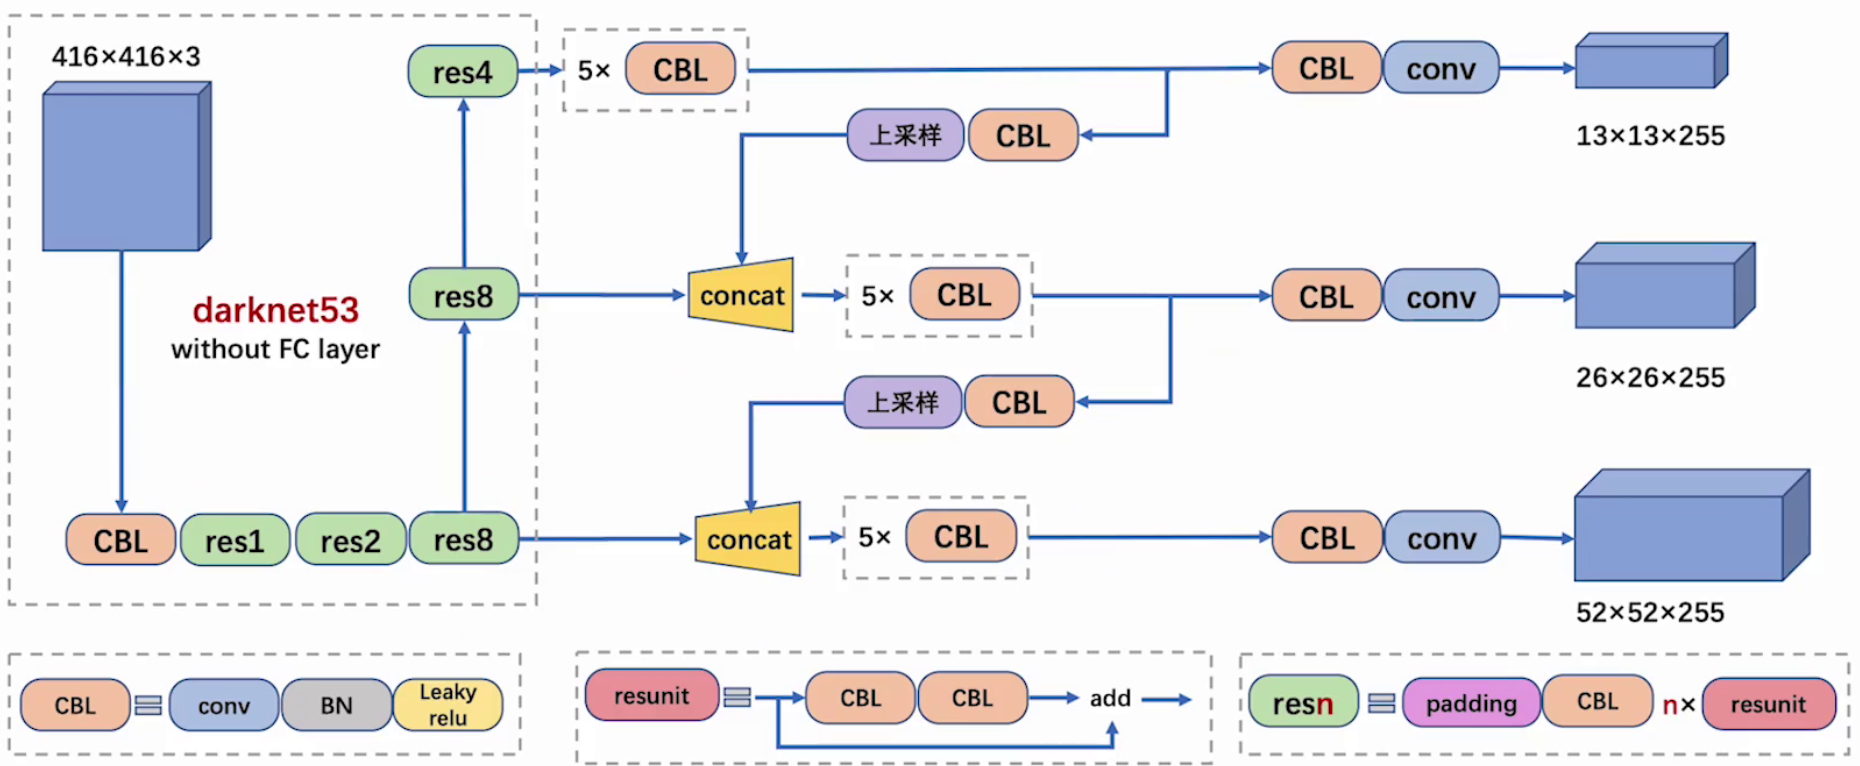 416×416×3
darknet53
without FC layer
CBL
res1
res2
res8
res8
res4
5×
CBL
CBL
conv
13×13×255
上采样
CBL
concat
5×
CBL
CBL
conv
26×26×255
上采样
CBL
concat
5×
CBL
CBL
conv
52×52×255
CBL
conv
BN
Leaky
relu
resunit
CBL
CBL
add
resn
padding
CBL
n×
resunit